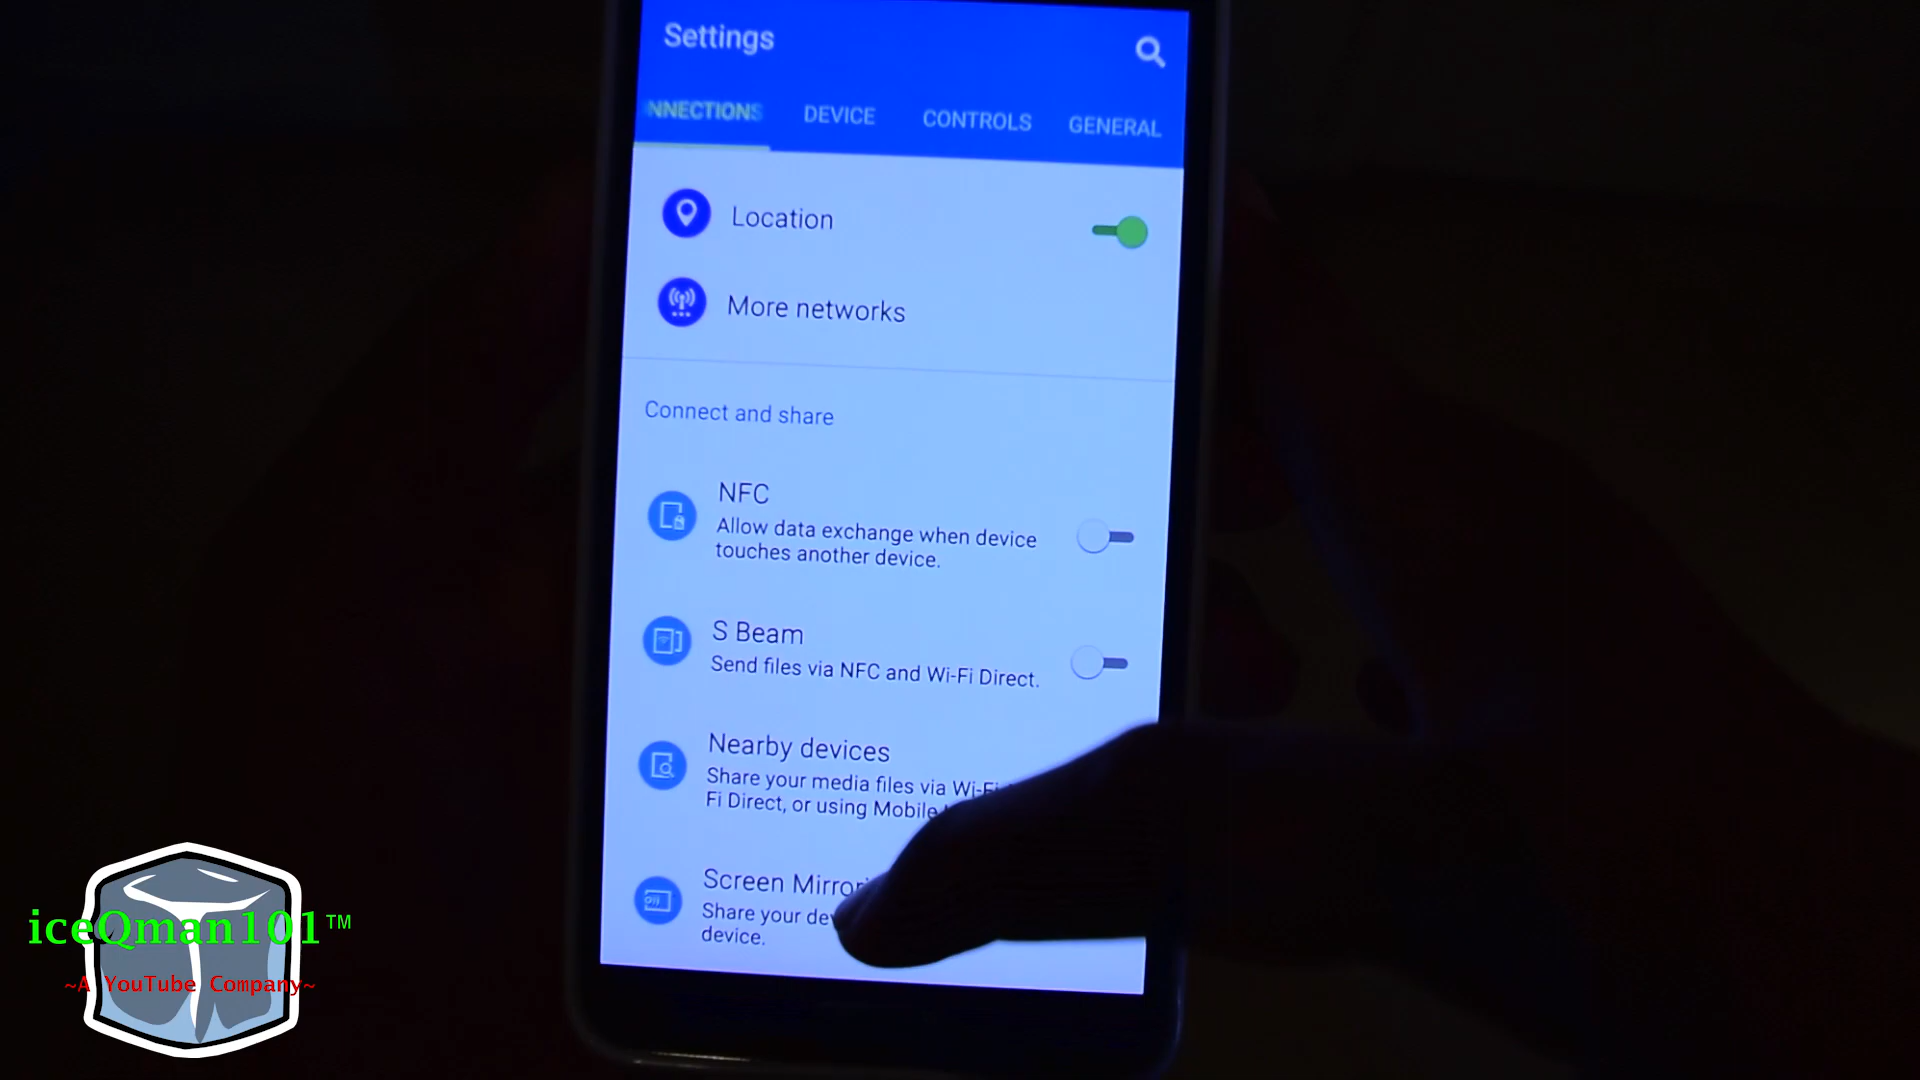 Settings
NNECTIONS DEVICE CONTROLS GENERAL
Location
More networks
Connect and share
NFC
Allow data exchange when device
touches another device.
S Beam
Send files via NFC and Wi-Fi Direct.
Nearby devices
Share your media files via Wi-Fi
Fi Direct, or using Mobile
Screen
Share your
device.
iceQman101™
~A YouTube Company~